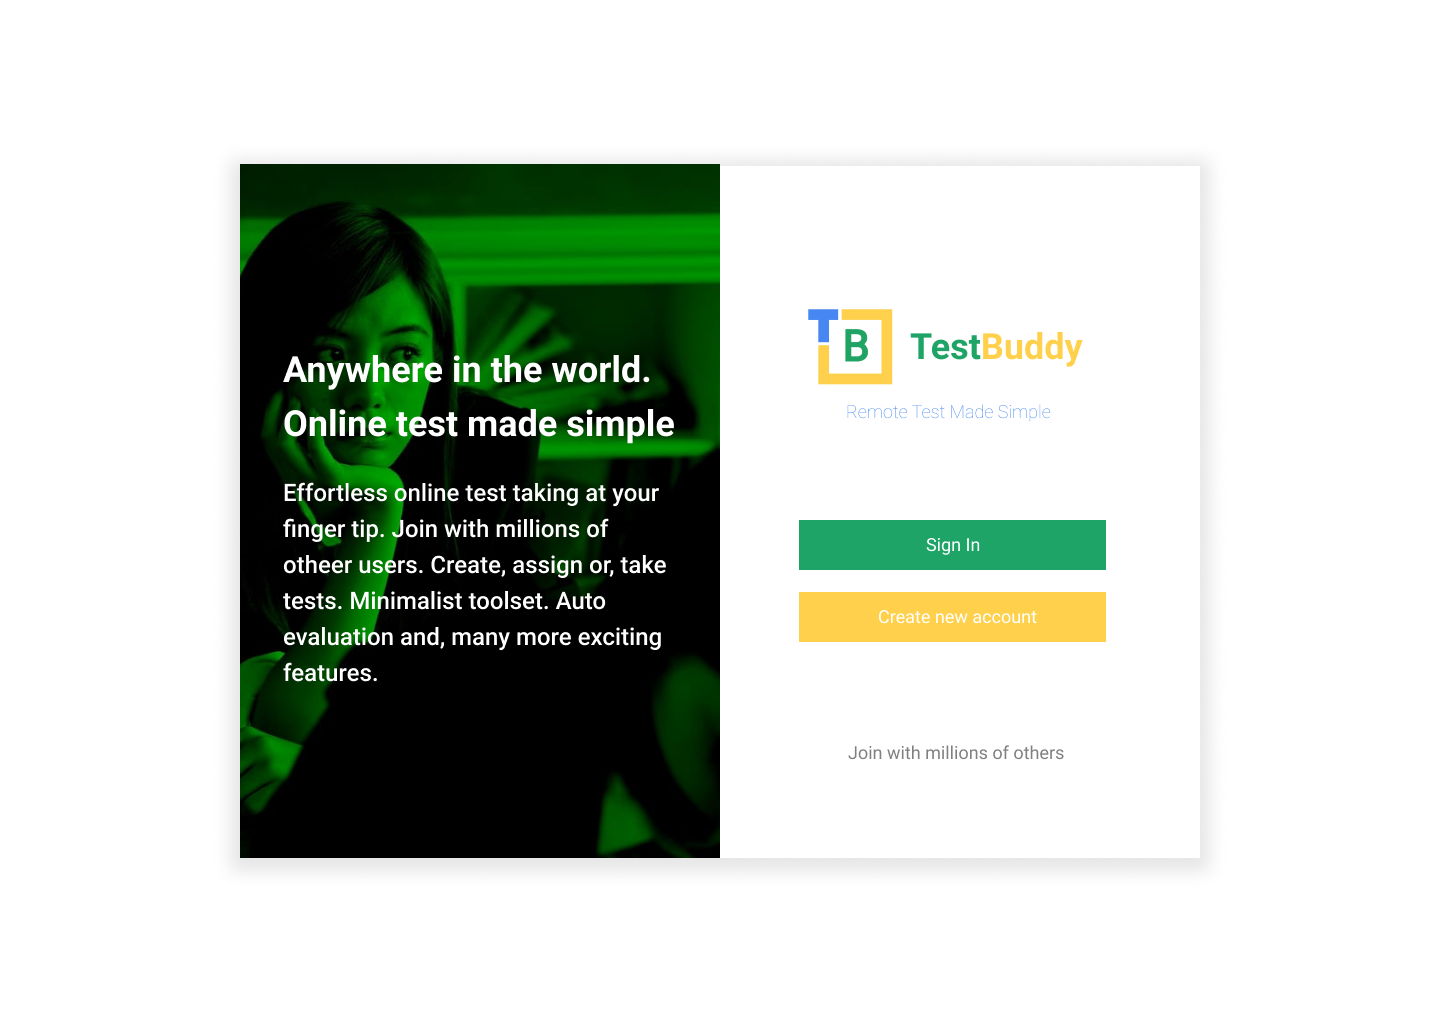 Anywhere in the world.
Online test made simple
Effortless online test taking at your
finger tip. Join with millions of
otheer users. Create, assign or, take
tests. Minimalist toolset. Auto
evaluation and, many more exciting
features.
TB
TestBuddy
Remote Test Made Simple
Sign In
Create new account
Join with millions of others